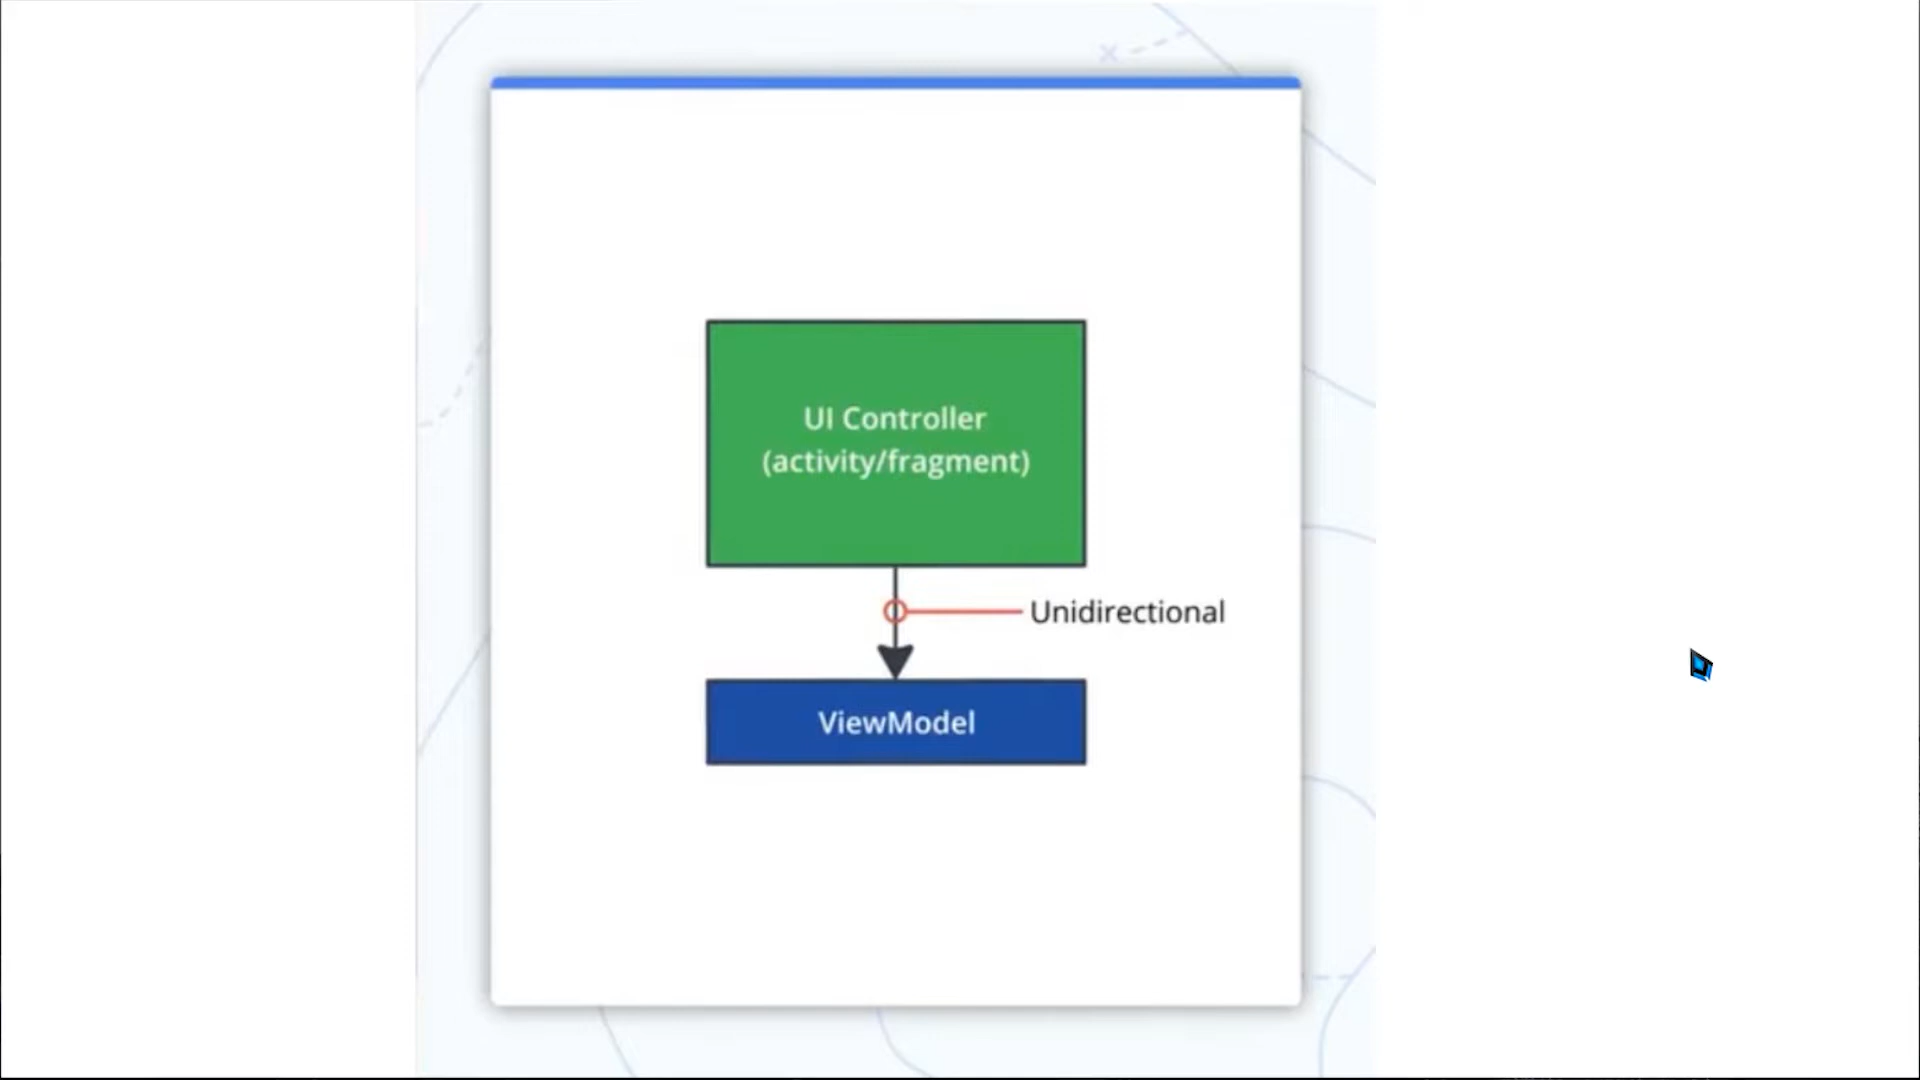 UI Controller
(activity/fragment)
Unidirectional
ViewModel